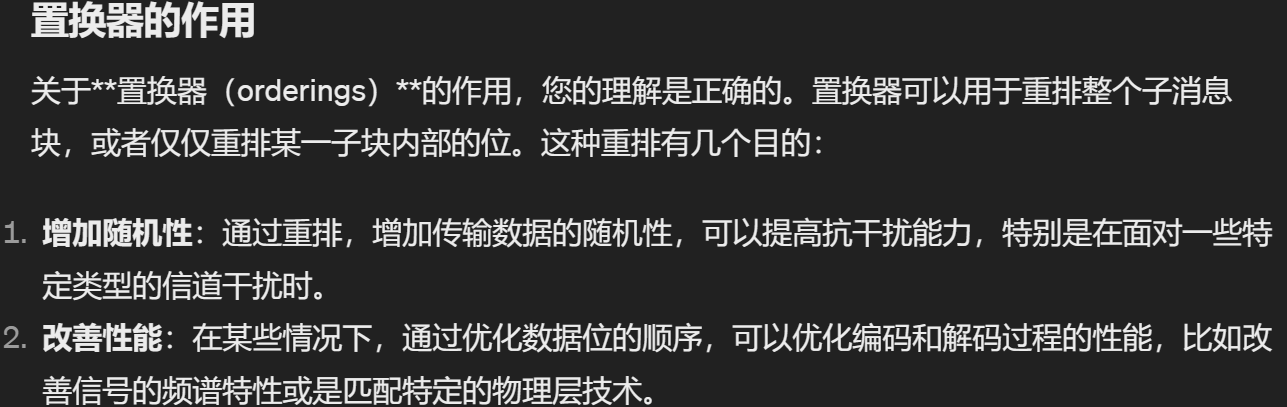 置换器的作用
关于**置换器（orderings）**的作用，您的理解是正确的。置换器可以用于重排整个子消息
块，或者仅仅重排某一子块内部的位。这种重排有几个目的：
1. 增加随机性：通过重排，增加传输数据的随机性，可以提高抗干扰能力，特别是在面对一些特
定类型的信道干扰时。
2. 改善性能：在某些情况下，通过优化数据位的顺序，可以优化编码和解码过程的性能，比如改
善信号的频谱特性或是匹配特定的物理层技术。